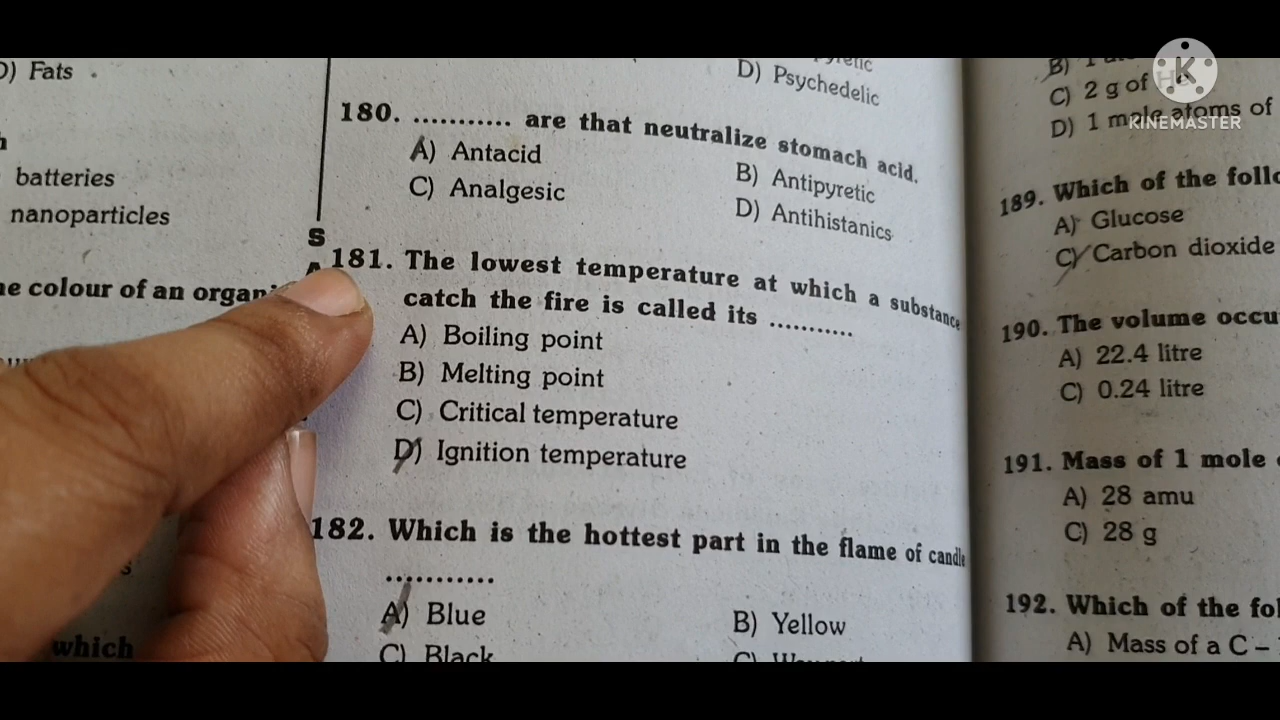 D) Fats
batteries
nanoparticles
colour of an
which
D) Psychedelic
180. ........... are that neutralize stomach acid.
A) Antacid
B) Antipyretic
C) Analgesic
D) Antihistanics
181. The lowest temperature at which a substance
catch the fire is called its ...........
A) Boiling point
B) Melting point
C) Critical temperature
D) Ignition temperature
182. Which is the hottest part in the flame of candle
...........
A) Blue
B) Yellow
C) Black
B)
C) 2 g of
D) 1 mole atoms of
KINEMASTER
189. Which of the
A) Glucose
C) Carbon dioxide
190. The volume
A) 22.4 litre
C) 0.24 litre
191. Mass of 1 mole
A) 28 amu
C) 28 g
192. Which of the
A) Mass of a C –